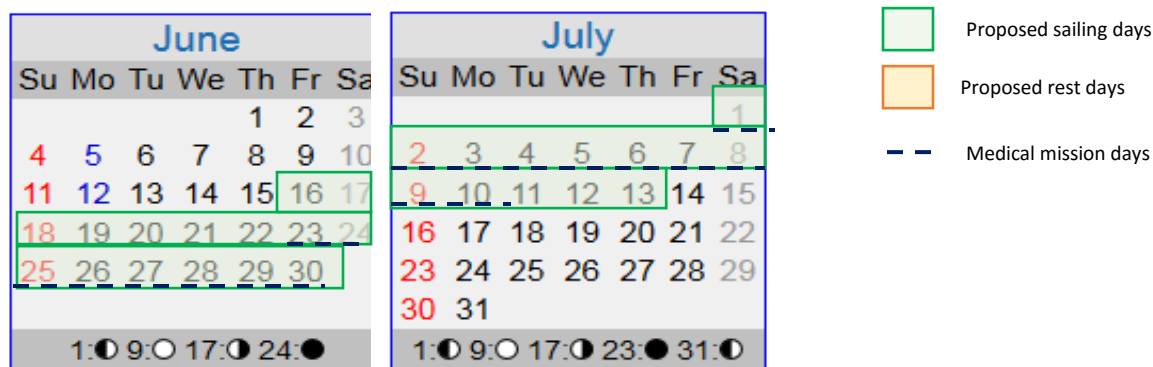 June
Su Mo Tu We Th Fr Sa
1 2 3
4 5 6 7 8 9 10
11 12 13 14 15 16 17
18 19 20 21 22 23 24
25 26 27 28 29 30
1: 9: 17: 24:
July
Su Mo Tu We Th Fr Sa
1
2 3 4 5 6 7 8
9 10 11 12 13 14 15
16 17 18 19 20 21 22
23 24 25 26 27 28 29
30 31
1: 9: 17: 23: 31:
Proposed sailing days
Proposed rest days
Medical mission days